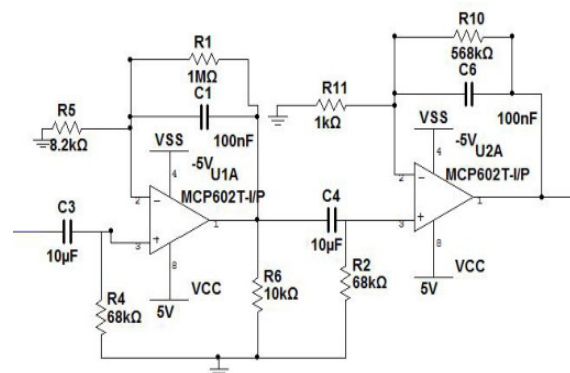 R1
1MΩ
C1
100nF
R5
8.2kΩ
VSS
-5V
4
U1A
MCP602T-I/P
2
1
3
8
C3
10µF
R4
68kΩ
VCC
5V
R6
10kΩ
C4
10µF
R2
68kΩ
R10
568kΩ
C6
100nF
R11
1kΩ
VSS
-5V
4
U2A
MCP602T-I/P
2
1
3
8
VCC
5V